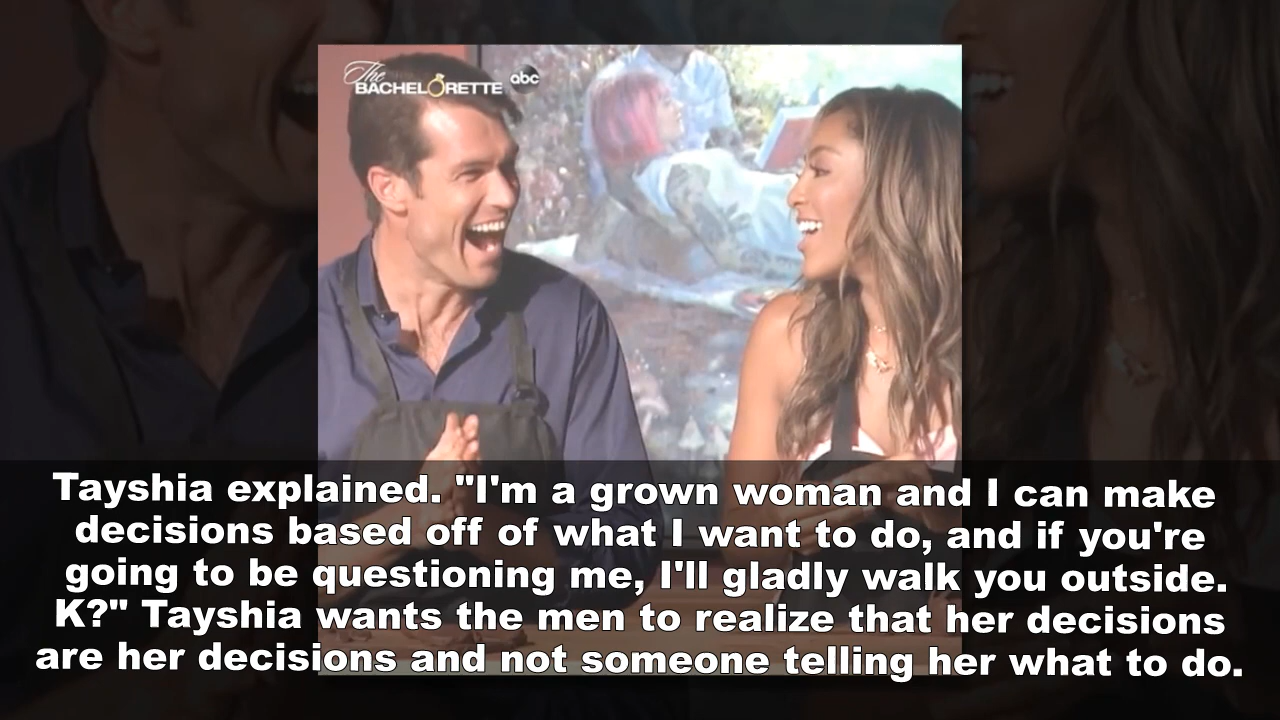 The
BACHELORETTE abc
Tayshia explained. "I'm a grown woman and I can make
decisions based off of what I want to do, and if you're
going to be questioning me, I'll gladly walk you outside.
K?" Tayshia wants the men to realize that her decisions
are her decisions and not someone telling her what to do.